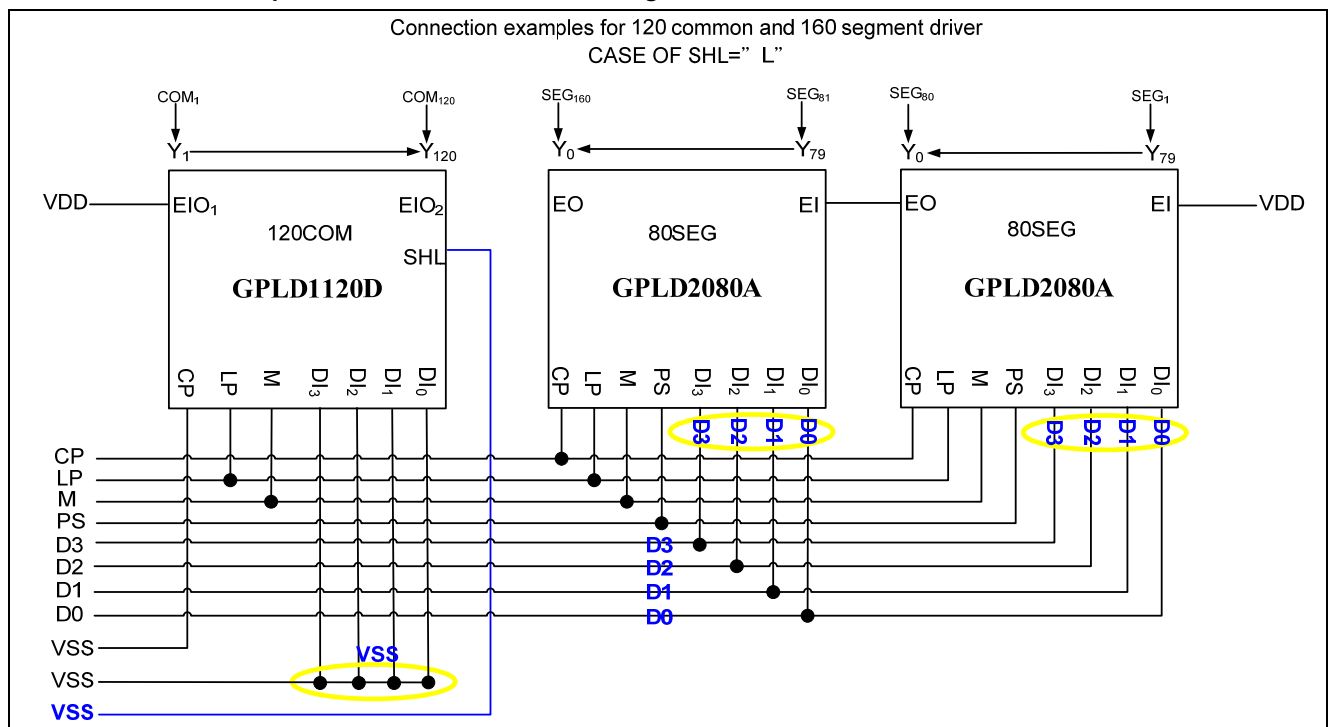 Connection examples for 120 common and 160 segment driver
CASE OF SHL=” L”
COM1 COM120 SEG160 SEG81 SEG80 SEG1
Y1 Y120 Y0 Y79 Y0 Y79
VDD EIO1 EIO2 EO EI EO EI VDD
120COM 80SEG 80SEG
SHL
GPLD1120D GPLD2080A GPLD2080A
CP LP M DI3 DI2 DI1 DI0 CP LP M PS DI3 DI2 DI1 DI0 CP LP M PS DI3 DI2 DI1 DI0
D3 D2 D1 D0 D3 D2 D1 D0
CP
LP
M
PS
D3 D3
D2 D2
D1 D1
D0 D0
VSS
VSS
VSS
VSS